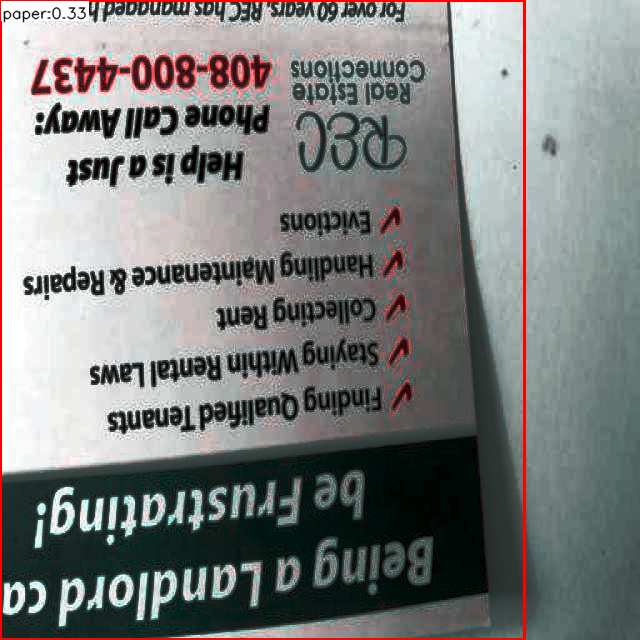 Being a Landlord ca
be Frustrating!
Finding Qualified Tenants
Staying Within Rental Laws
Collecting Rent
Handling Maintenance & Repairs
Evictions
REC
Real Estate
Connections
Help is a Just
Phone Call Away:
408-800-4437
For over 60 years, REC has managed h
paper:0.33